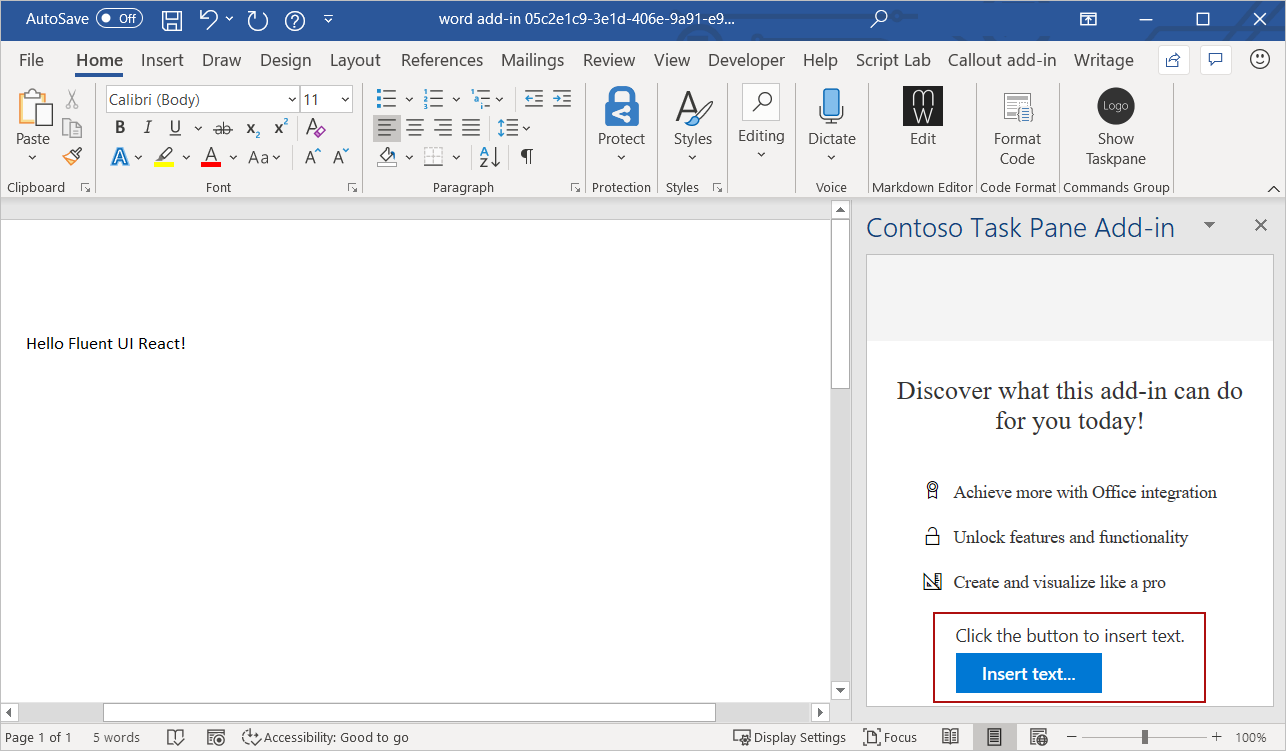 AutoSave Off word add-in 05c2e1c9-3e1d-406e-9a91-e9...
File Home Insert Draw Design Layout References Mailings Review View Developer Help Script Lab Callout add-in Writage
Calibri (Body) 11
Paste
B I U ab x₂ x²
A A Aa A A
A Z
Protect
Styles
Editing
Dictate
MW
Edit
Format
Code
Logo
Show
Taskpane
Clipboard Font Paragraph Protection Styles Voice Markdown Editor Code Format Commands Group
Hello Fluent UI React!
Contoso Task Pane Add-in
Discover what this add-in can do
for you today!
Achieve more with Office integration
Unlock features and functionality
Create and visualize like a pro
Click the button to insert text.
Insert text...
Page 1 of 1 5 words Accessibility: Good to go Display Settings Focus 100%